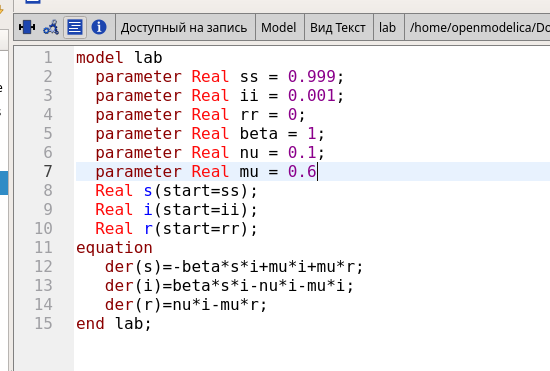 Доступный на запись Model Вид Текст lab /home/openmodelica/Do
1 model lab
2 parameter Real ss = 0.999;
3 parameter Real ii = 0.001;
4 parameter Real rr = 0;
5 parameter Real beta = 1;
6 parameter Real nu = 0.1;
7 parameter Real mu = 0.6
8 Real s(start=ss);
9 Real i(start=ii);
10 Real r(start=rr);
11 equation
12 der(s)=-beta*s*i+mu*i+mu*r;
13 der(i)=beta*s*i-nu*i-mu*i;
14 der(r)=nu*i-mu*r;
15 end lab;